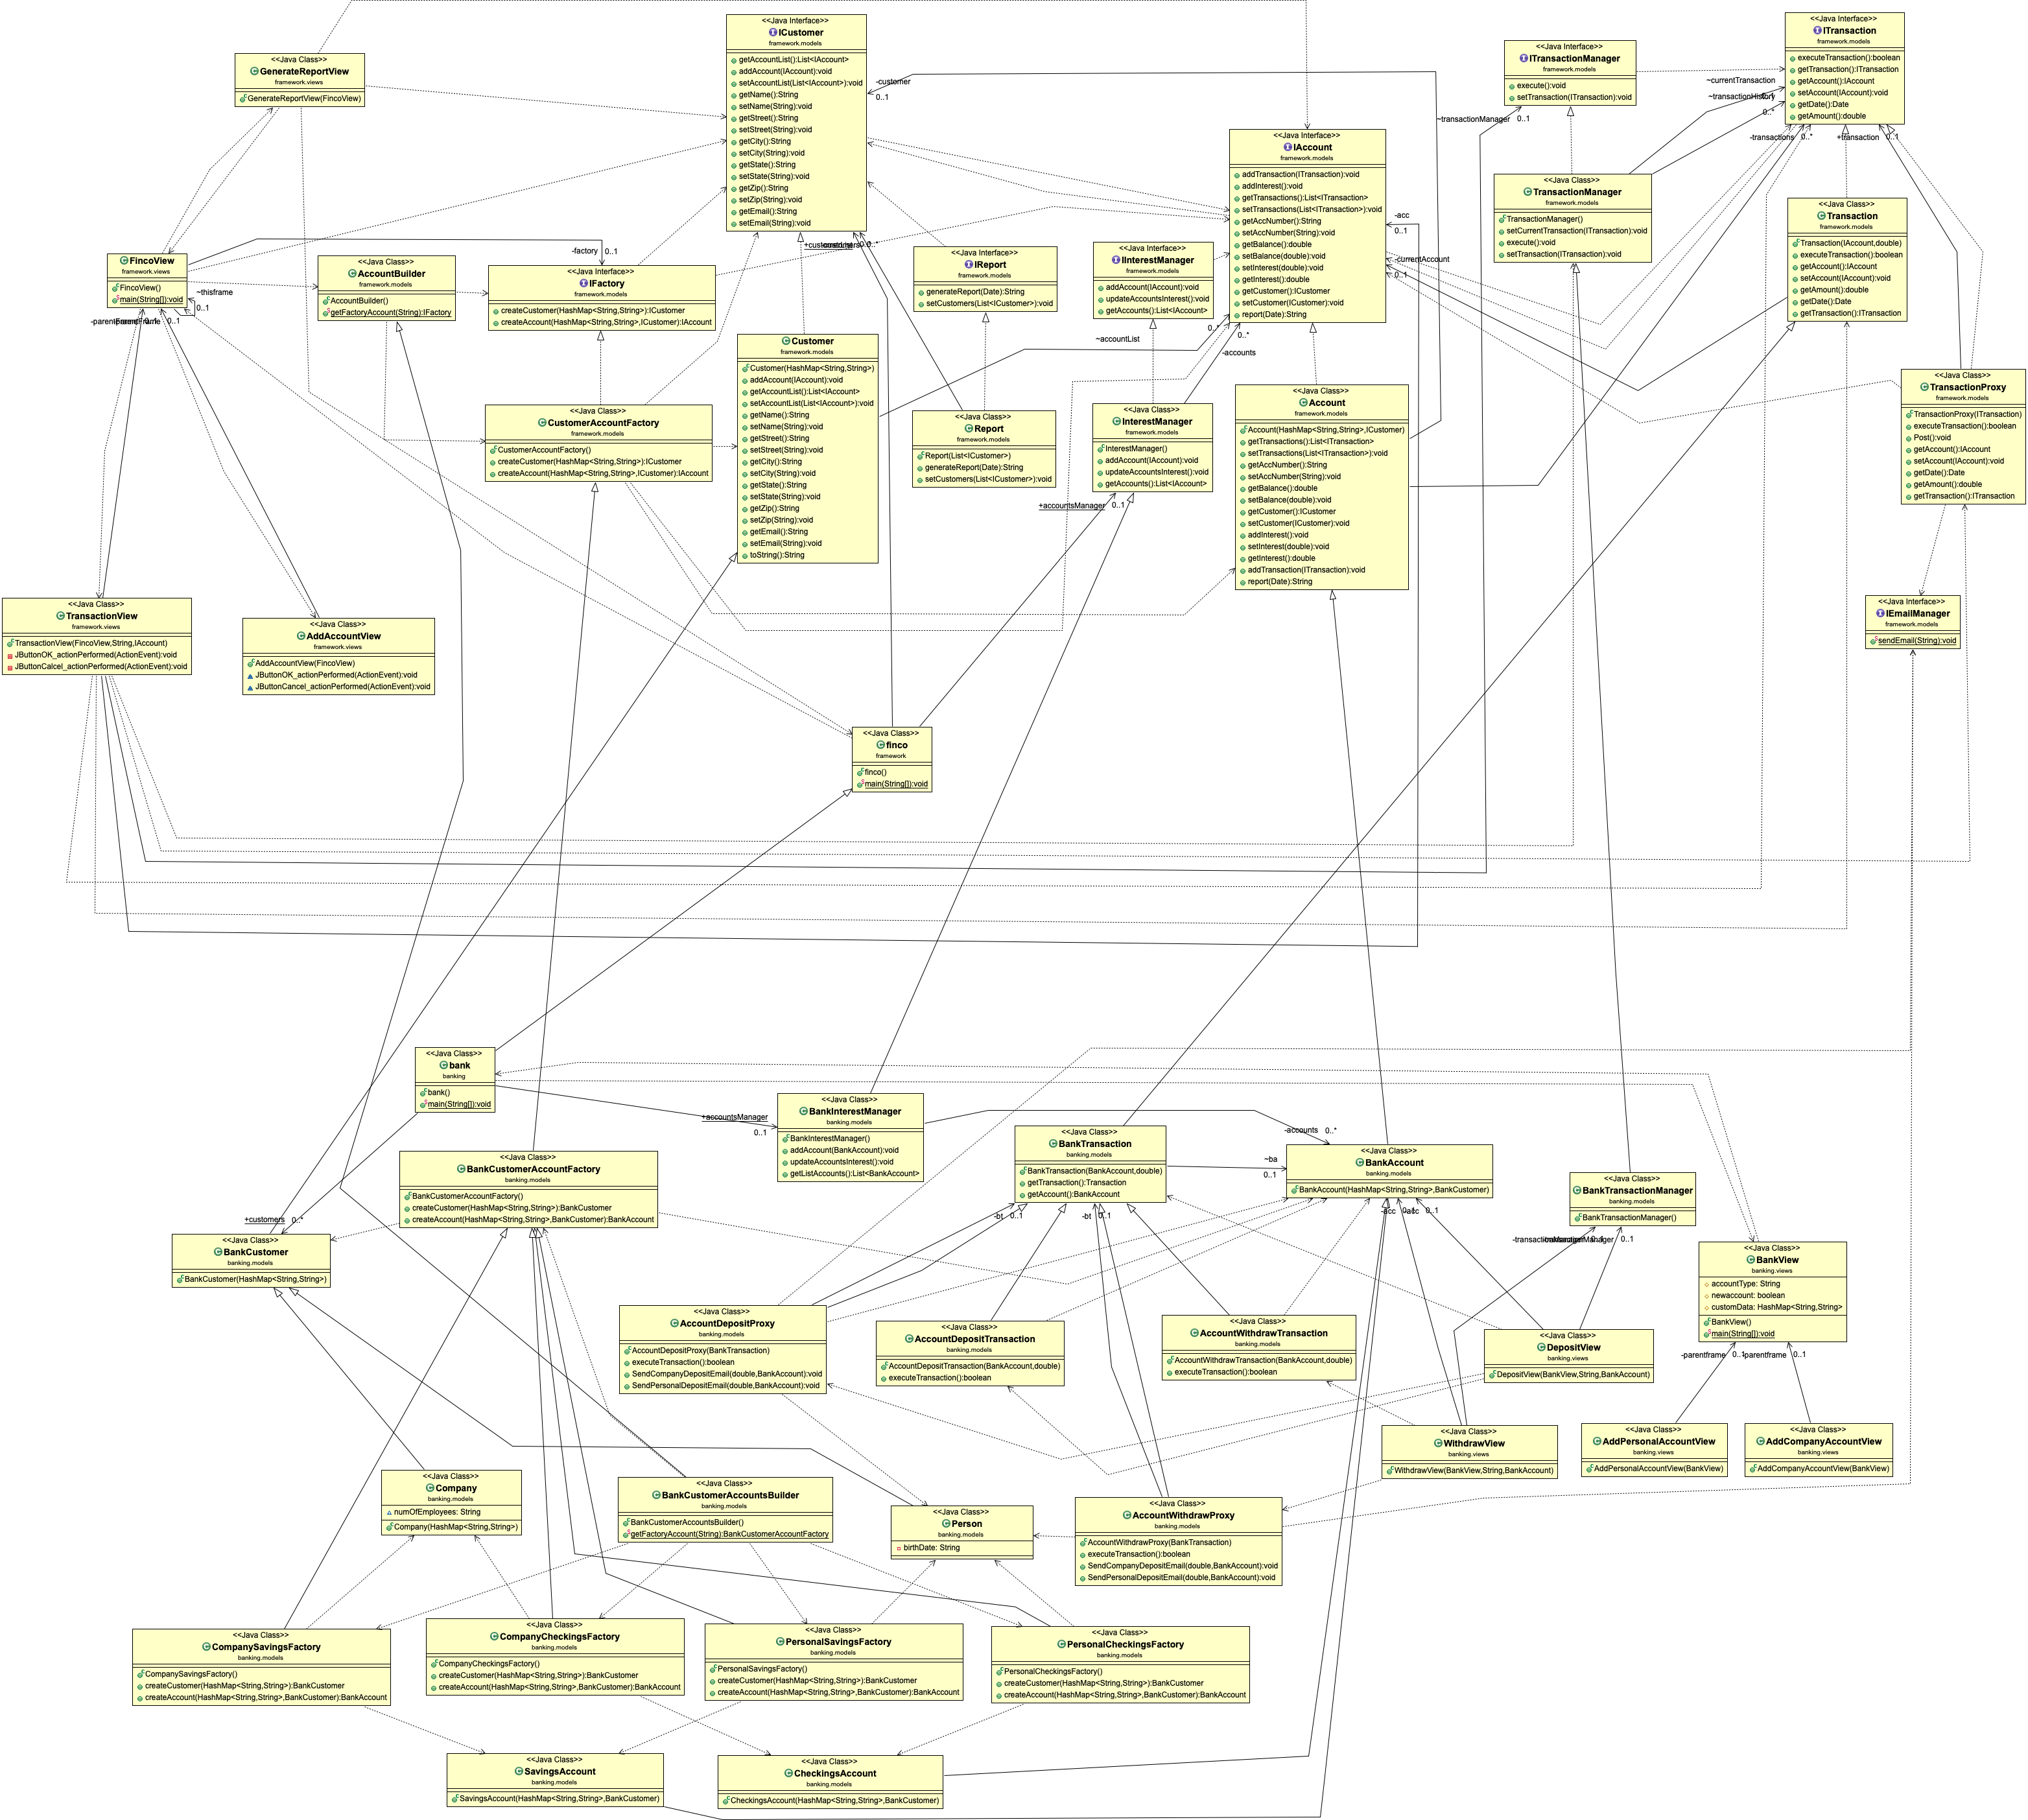 <<Java Interface>>
ICustomer
framework.models
getAccountList():List<IAccount>
addAccount(IAccount):void
setAccountList(List<IAccount>):void
getName():String
setName(String):void
getStreet():String
setStreet(String):void
getCity():String
setCity(String):void
getState():String
setState(String):void
getZip():String
setZip(String):void
getEmail():String
setEmail(String):void
<<Java Interface>>
ITransaction
framework.models
executeTransaction():boolean
getTransaction():ITransaction
getAccount():IAccount
setAccount(IAccount):void
getDate():Date
getAmount():double
<<Java Interface>>
ITransactionManager
framework.models
execute():void
setTransaction(ITransaction):void
<<Java Class>>
GenerateReportView
framework.views
GenerateReportView(FincoView)
-customer
0..1
~currentTransaction
~transactionHistory
0..*
~transactionManager
0..1
-transactions
0..*
+transaction
0..1
<<Java Interface>>
IAccount
framework.models
addTransaction(ITransaction):void
addInterest():void
getTransactions():List<ITransaction>
setTransactions(List<ITransaction>):void
getAccNumber():String
setAccNumber(String):void
getBalance():double
setBalance(double):void
setInterest(double):void
getInterest():double
getCustomer():ICustomer
setCustomer(ICustomer):void
report(Date):String
<<Java Class>>
TransactionManager
framework.models
TransactionManager()
setCurrentTransaction(ITransaction):void
execute():void
setTransaction(ITransaction):void
<<Java Class>>
Transaction
framework.models
Transaction(IAccount,double)
executeTransaction():boolean
getAccount():IAccount
setAccount(IAccount):void
getAmount():double
getDate():Date
getTransaction():ITransaction
-acc
0..1
-currentAccount
0..1
<<Java Class>>
FincoView
framework.views
FincoView()
main(String[]):void
~thisframe
0..1
<<Java Class>>
AccountBuilder
framework.models
AccountBuilder()
getFactoryAccount(String):IFactory
-factory
0..1
<<Java Interface>>
IFactory
framework.models
createCustomer(HashMap<String,String>):ICustomer
createAccount(HashMap<String,String>,ICustomer):IAccount
<<Java Interface>>
IReport
framework.models
generateReport(Date):String
setCustomers(List<ICustomer>):void
<<Java Interface>>
IInterestManager
framework.models
addAccount(IAccount):void
updateAccountsInterest():void
getAccounts():List<IAccount>
0..*
~accountList
0..*
-accounts
<<Java Class>>
Customer
framework.models
Customer(HashMap<String,String>)
addAccount(IAccount):void
getAccountList():List<IAccount>
setAccountList(List<IAccount>):void
getName():String
setName(String):void
getStreet():String
setStreet(String):void
getCity():String
setCity(String):void
getState():String
setState(String):void
getZip():String
setZip(String):void
getEmail():String
setEmail(String):void
toString():String
<<Java Class>>
TransactionProxy
framework.models
TransactionProxy(ITransaction)
executeTransaction():boolean
Post():void
getAccount():IAccount
setAccount(IAccount):void
getDate():Date
getAmount():double
getTransaction():ITransaction
<<Java Class>>
Account
framework.models
Account(HashMap<String,String>,ICustomer)
getTransactions():List<ITransaction>
setTransactions(List<ITransaction>):void
getAccNumber():String
setAccNumber(String):void
getBalance():double
setBalance(double):void
getCustomer():ICustomer
setCustomer(ICustomer):void
addInterest():void
setInterest(double):void
getInterest():double
addTransaction(ITransaction):void
report(Date):String
<<Java Class>>
CustomerAccountFactory
framework.models
CustomerAccountFactory()
createCustomer(HashMap<String,String>):ICustomer
createAccount(HashMap<String,String>,ICustomer):IAccount
<<Java Class>>
Report
framework.models
Report(List<ICustomer>)
generateReport(Date):String
setCustomers(List<ICustomer>):void
<<Java Class>>
InterestManager
framework.models
InterestManager()
addAccount(IAccount):void
updateAccountsInterest():void
getAccounts():List<IAccount>
+accountsManager
0..1
<<Java Class>>
TransactionView
framework.views
TransactionView(FincoView,String,IAccount)
JButtonOK_actionPerformed(ActionEvent):void
JButtonCalcel_actionPerformed(ActionEvent):void
<<Java Class>>
AddAccountView
framework.views
AddAccountView(FincoView)
JButtonOK_actionPerformed(ActionEvent):void
JButtonCancel_actionPerformed(ActionEvent):void
<<Java Interface>>
IEmailManager
framework.models
sendEmail(String):void
<<Java Class>>
finco
framework
finco()
main(String[]):void
<<Java Class>>
bank
banking
bank()
main(String[]):void
+accountsManager
0..1
<<Java Class>>
BankInterestManager
banking.models
BankInterestManager()
addAccount(BankAccount):void
updateAccountsInterest():void
getListAccounts():List<BankAccount>
-accounts
0..*
<<Java Class>>
BankTransaction
banking.models
BankTransaction(BankAccount,double)
getTransaction():Transaction
getAccount():BankAccount
~ba
0..1
<<Java Class>>
BankAccount
banking.models
BankAccount(HashMap<String,String>,BankCustomer)
<<Java Class>>
BankCustomerAccountFactory
banking.models
BankCustomerAccountFactory()
createCustomer(HashMap<String,String>):BankCustomer
createAccount(HashMap<String,String>,BankCustomer):BankAccount
<<Java Class>>
BankTransactionManager
banking.models
BankTransactionManager()
+customers
0..*
-bt
0..1
-bt
0..1
0..1
<<Java Class>>
BankCustomer
banking.models
BankCustomer(HashMap<String,String>)
<<Java Class>>
BankView
banking.views
accountType: String
newaccount: boolean
customData: HashMap<String,String>
BankView()
main(String[]):void
-parentframe
0..1
-parentframe
0..1
<<Java Class>>
AccountDepositProxy
banking.models
AccountDepositProxy(BankTransaction)
executeTransaction():boolean
SendCompanyDepositEmail(double,BankAccount):void
SendPersonalDepositEmail(double,BankAccount):void
<<Java Class>>
AccountDepositTransaction
banking.models
AccountDepositTransaction(BankAccount,double)
executeTransaction():boolean
<<Java Class>>
AccountWithdrawTransaction
banking.models
AccountWithdrawTransaction(BankAccount,double)
executeTransaction():boolean
<<Java Class>>
DepositView
banking.views
DepositView(BankView,String,BankAccount)
<<Java Class>>
WithdrawView
banking.views
WithdrawView(BankView,String,BankAccount)
<<Java Class>>
AddPersonalAccountView
banking.views
AddPersonalAccountView(BankView)
<<Java Class>>
AddCompanyAccountView
banking.views
AddCompanyAccountView(BankView)
<<Java Class>>
Company
banking.models
numOfEmployees: String
Company(HashMap<String,String>)
<<Java Class>>
BankCustomerAccountsBuilder
banking.models
BankCustomerAccountsBuilder()
getFactoryAccount(String):BankCustomerAccountFactory
<<Java Class>>
Person
banking.models
birthDate: String
<<Java Class>>
AccountWithdrawProxy
banking.models
AccountWithdrawProxy(BankTransaction)
executeTransaction():boolean
SendCompanyDepositEmail(double,BankAccount):void
SendPersonalDepositEmail(double,BankAccount):void
<<Java Class>>
CompanySavingsFactory
banking.models
CompanySavingsFactory()
createCustomer(HashMap<String,String>):BankCustomer
createAccount(HashMap<String,String>,BankCustomer):BankAccount
<<Java Class>>
CompanyCheckingsFactory
banking.models
CompanyCheckingsFactory()
createCustomer(HashMap<String,String>):BankCustomer
createAccount(HashMap<String,String>,BankCustomer):BankAccount
<<Java Class>>
PersonalSavingsFactory
banking.models
PersonalSavingsFactory()
createCustomer(HashMap<String,String>):BankCustomer
createAccount(HashMap<String,String>,BankCustomer):BankAccount
<<Java Class>>
PersonalCheckingsFactory
banking.models
PersonalCheckingsFactory()
createCustomer(HashMap<String,String>):BankCustomer
createAccount(HashMap<String,String>,BankCustomer):BankAccount
<<Java Class>>
SavingsAccount
banking.models
SavingsAccount(HashMap<String,String>,BankCustomer)
<<Java Class>>
CheckingsAccount
banking.models
CheckingsAccount(HashMap<String,String>,BankCustomer)